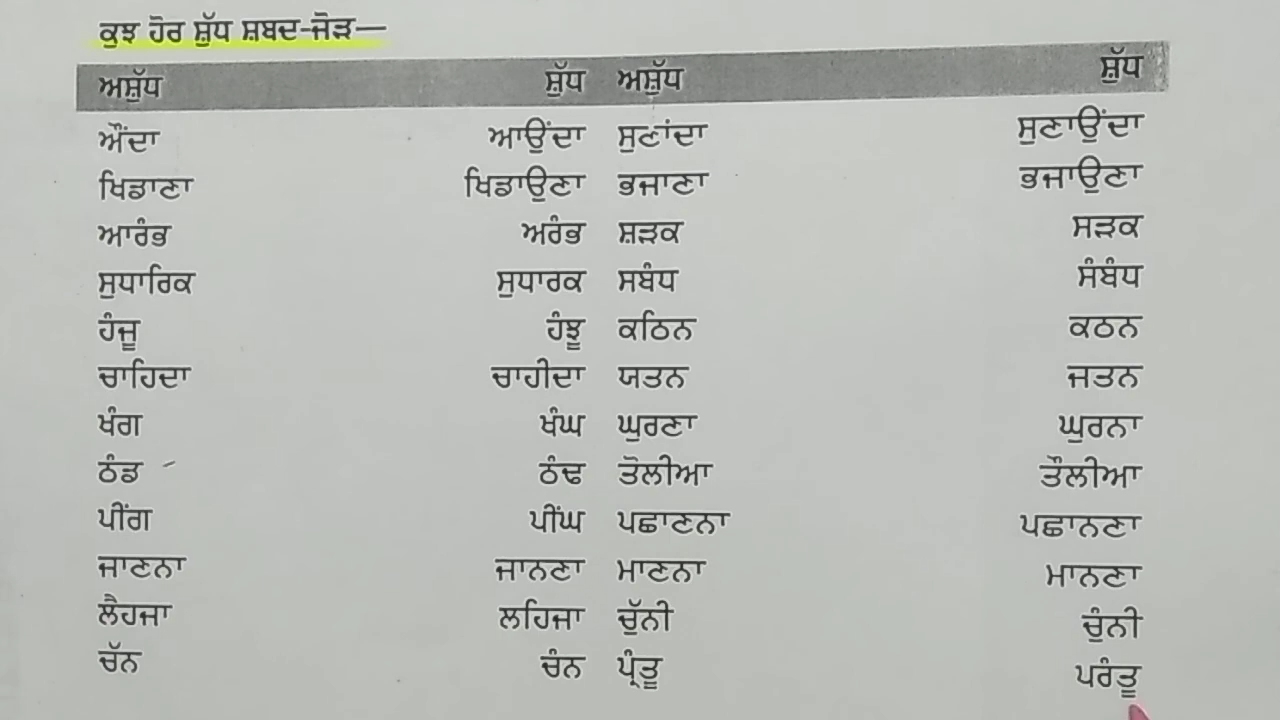 ਕੁਝ ਹੋਰ ਸ਼ੁੱਧ ਸ਼ਬਦ-ਜੋੜ—
ਅਸ਼ੁੱਧ ਸ਼ੁੱਧ ਅਸ਼ੁੱਧ ਸ਼ੁੱਧ
ਔਂਦਾ ਆਉਂਦਾ ਸੁਣਾਂਦਾ ਸੁਣਾਉਂਦਾ
ਖਿਡਾਣਾ ਖਿਡਾਉਣਾ ਭਜਾਣਾ ਭਜਾਉਣਾ
ਆਰੰਭ ਅਰੰਭ ਸ਼ੜਕ ਸੜਕ
ਸੁਧਾਰਿਕ ਸੁਧਾਰਕ ਸਬੰਧ ਸੰਬੰਧ
ਹੰਜੂ ਹੰਝੂ ਕਠਿਨ ਕਠਨ
ਚਾਹਿਦਾ ਚਾਹੀਦਾ ਯਤਨ ਜਤਨ
ਖੰਗ ਖੰਘ ਘੁਰਣਾ ਘੁਰਨਾ
ਠੰਡ ਠੰਢ ਤੋਲੀਆ ਤੌਲੀਆ
ਪੀਂਗ ਪੀਂਘ ਪਛਾਣਨਾ ਪਛਾਨਣਾ
ਜਾਣਨਾ ਜਾਨਣਾ ਮਾਣਨਾ ਮਾਨਣਾ
ਲੈਹਜਾ ਲਹਿਜਾ ਚੁੱਨੀ ਚੁੰਨੀ
ਚੱਨ ਚੰਨ ਪ੍ਰੰਤੂ ਪਰੰਤੂ